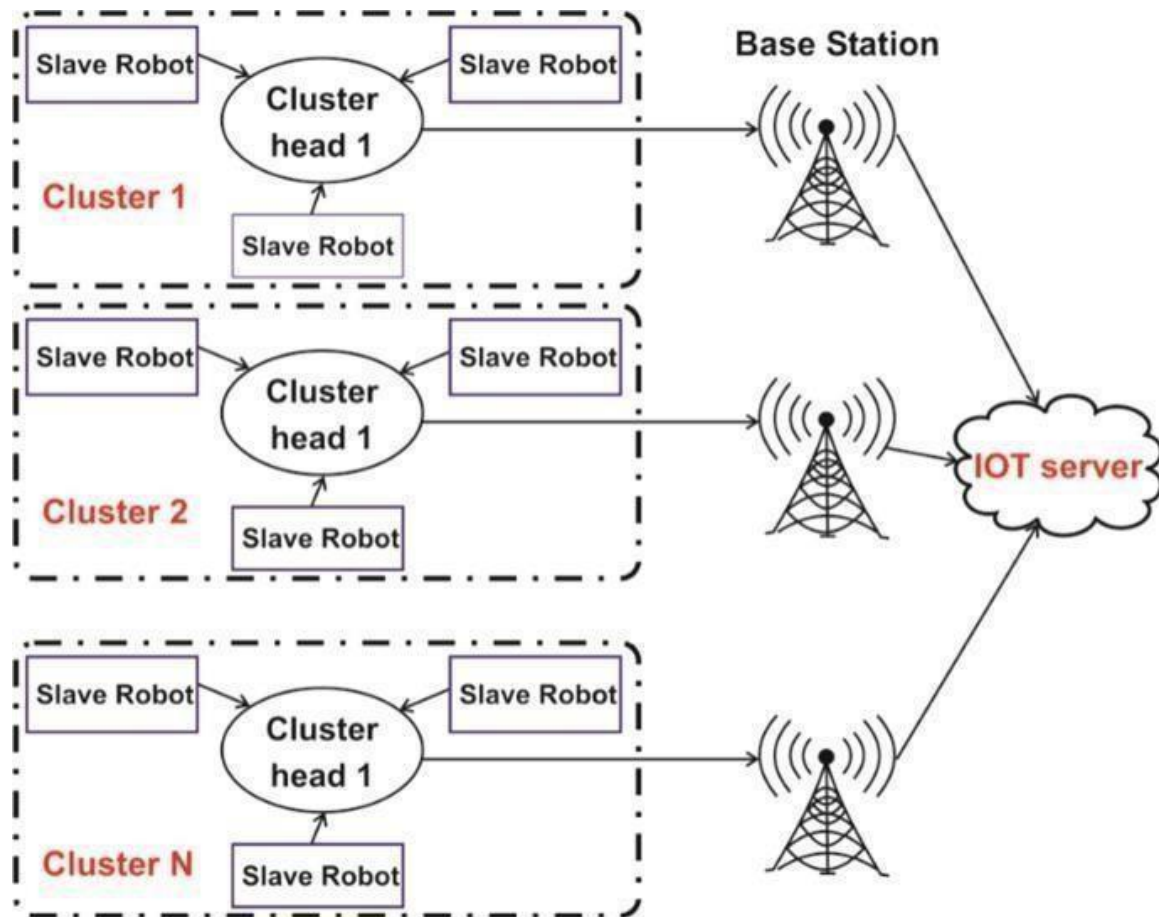 Slave Robot
Slave Robot
Base Station
Cluster
head 1
Cluster 1
Slave Robot
Slave Robot
Slave Robot
Cluster
head 1
Cluster 2
Slave Robot
IOT server
Slave Robot
Slave Robot
Cluster
head 1
Cluster N
Slave Robot